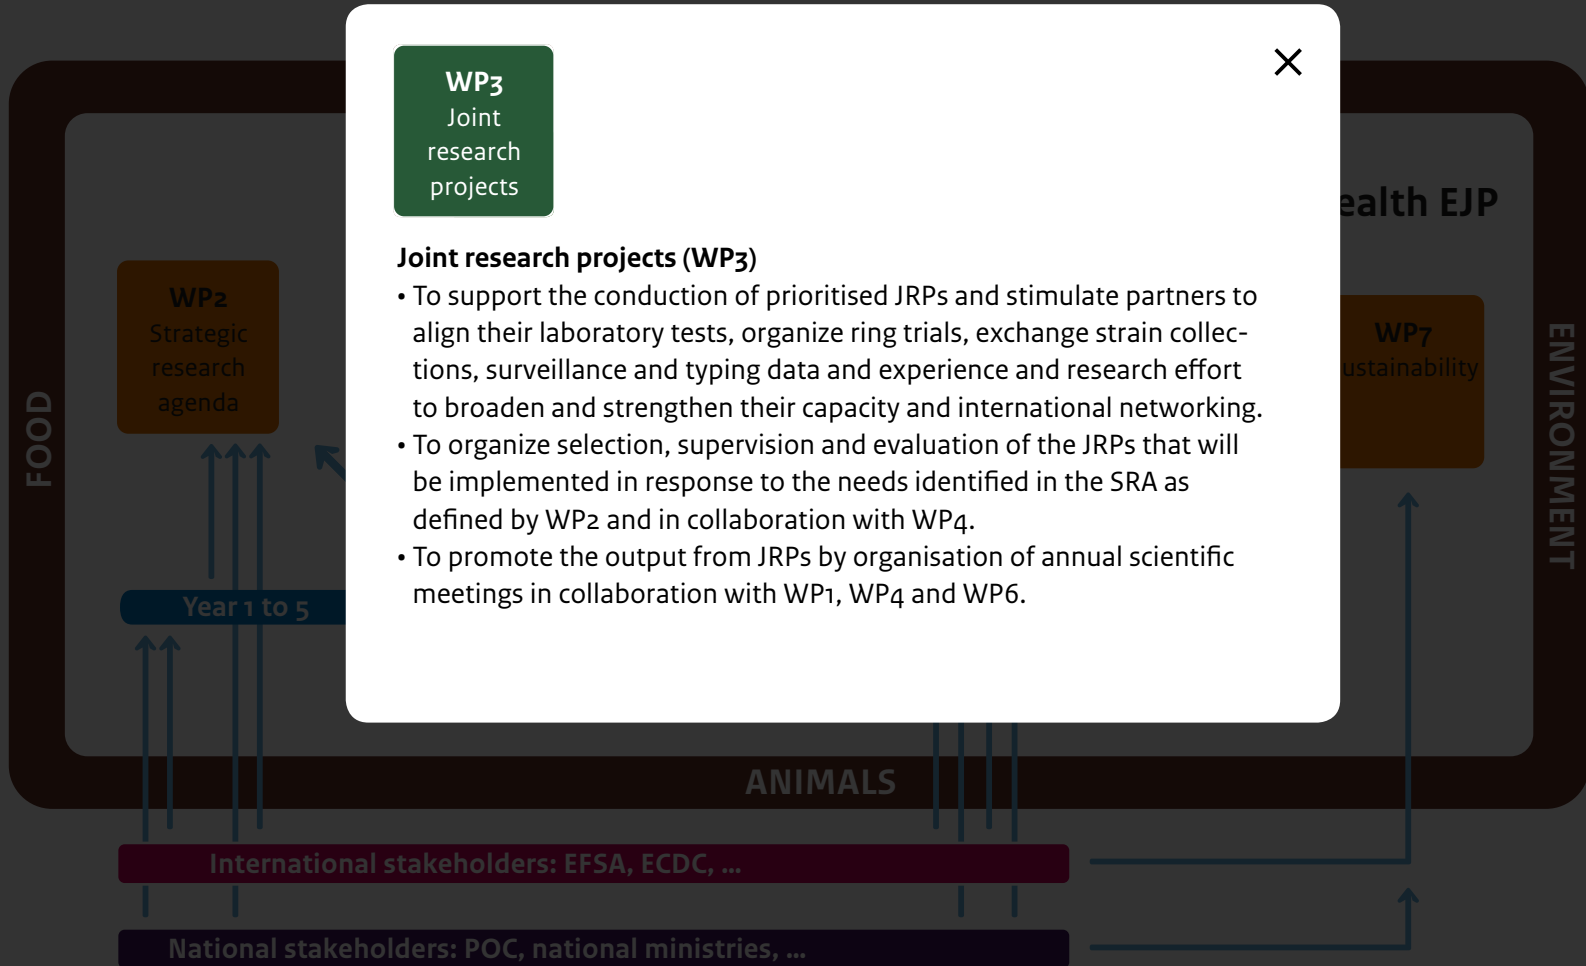 WP3
Joint
research
projects
Joint research projects (WP3)
• To support the conduction of prioritised JRPs and stimulate partners to
align their laboratory tests, organize ring trials, exchange strain collec-
tions, surveillance and typing data and experience and research effort
to broaden and strengthen their capacity and international networking.
• To organize selection, supervision and evaluation of the JRPs that will
be implemented in response to the needs identified in the SRA as
defined by WP2 and in collaboration with WP4.
• To promote the output from JRPs by organisation of annual scientific
meetings in collaboration with WP1, WP4 and WP6.
ealth EJP
WP2
Strategic
research
agenda
WP7
ustainability
FOOD
ENVIRONMENT
Year 1 to 5
ANIMALS
International stakeholders: EFSA, ECDC, ...
National stakeholders: POC, national ministries, ...